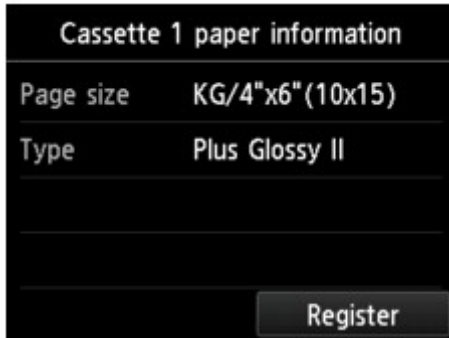 Cassette 1 paper information
Page size KG/4"x6"(10x15)
Type Plus Glossy II
Register